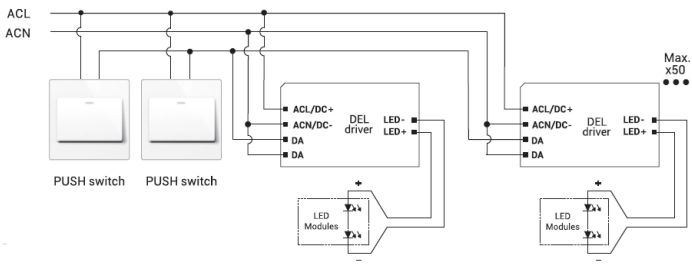 ACL
ACN
Max.
x50
PUSH switch
PUSH switch
ACL/DC+
ACN/DC-
DA
DA
DEL
driver
LED-
LED+
LED
Modules
+
-
ACL/DC+
ACN/DC-
DA
DA
DEL
driver
LED-
LED+
LED
Modules
+
-